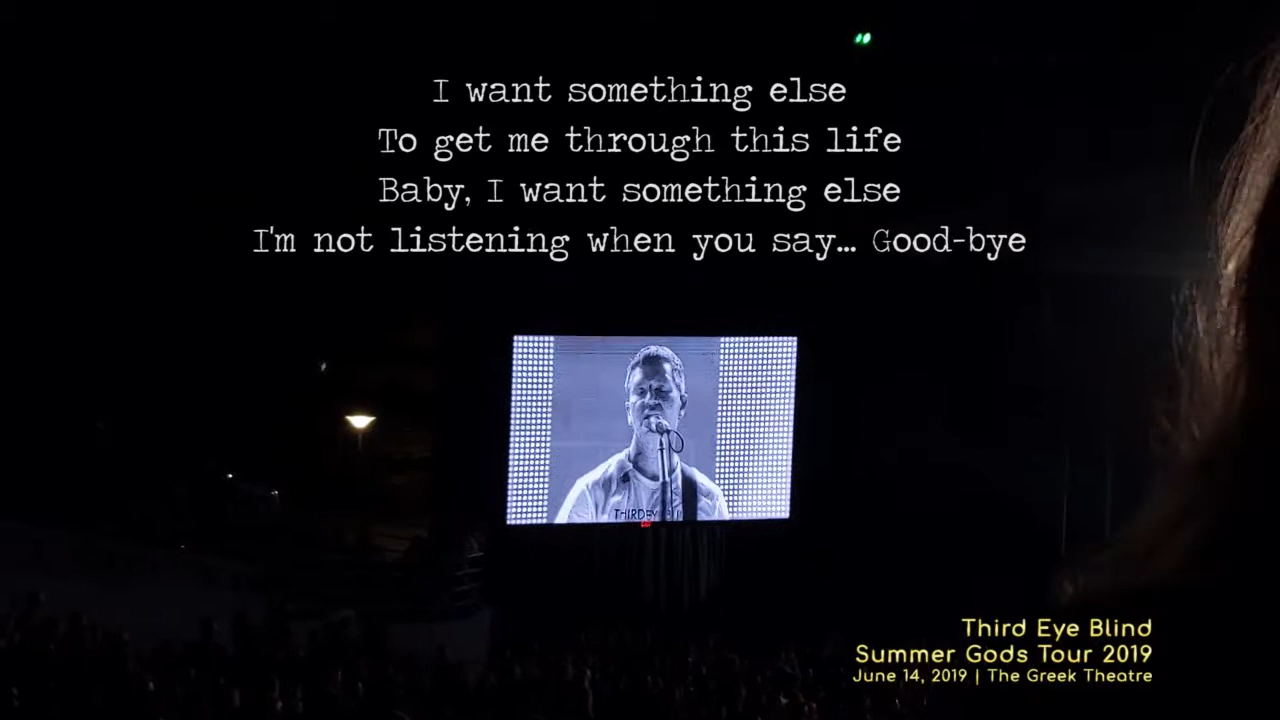 I want something else
To get me through this life
Baby, I want something else
I'm not listening when you say... Good-bye
Third Eye Blind
Summer Gods Tour 2019
June 14, 2019 | The Greek Theatre